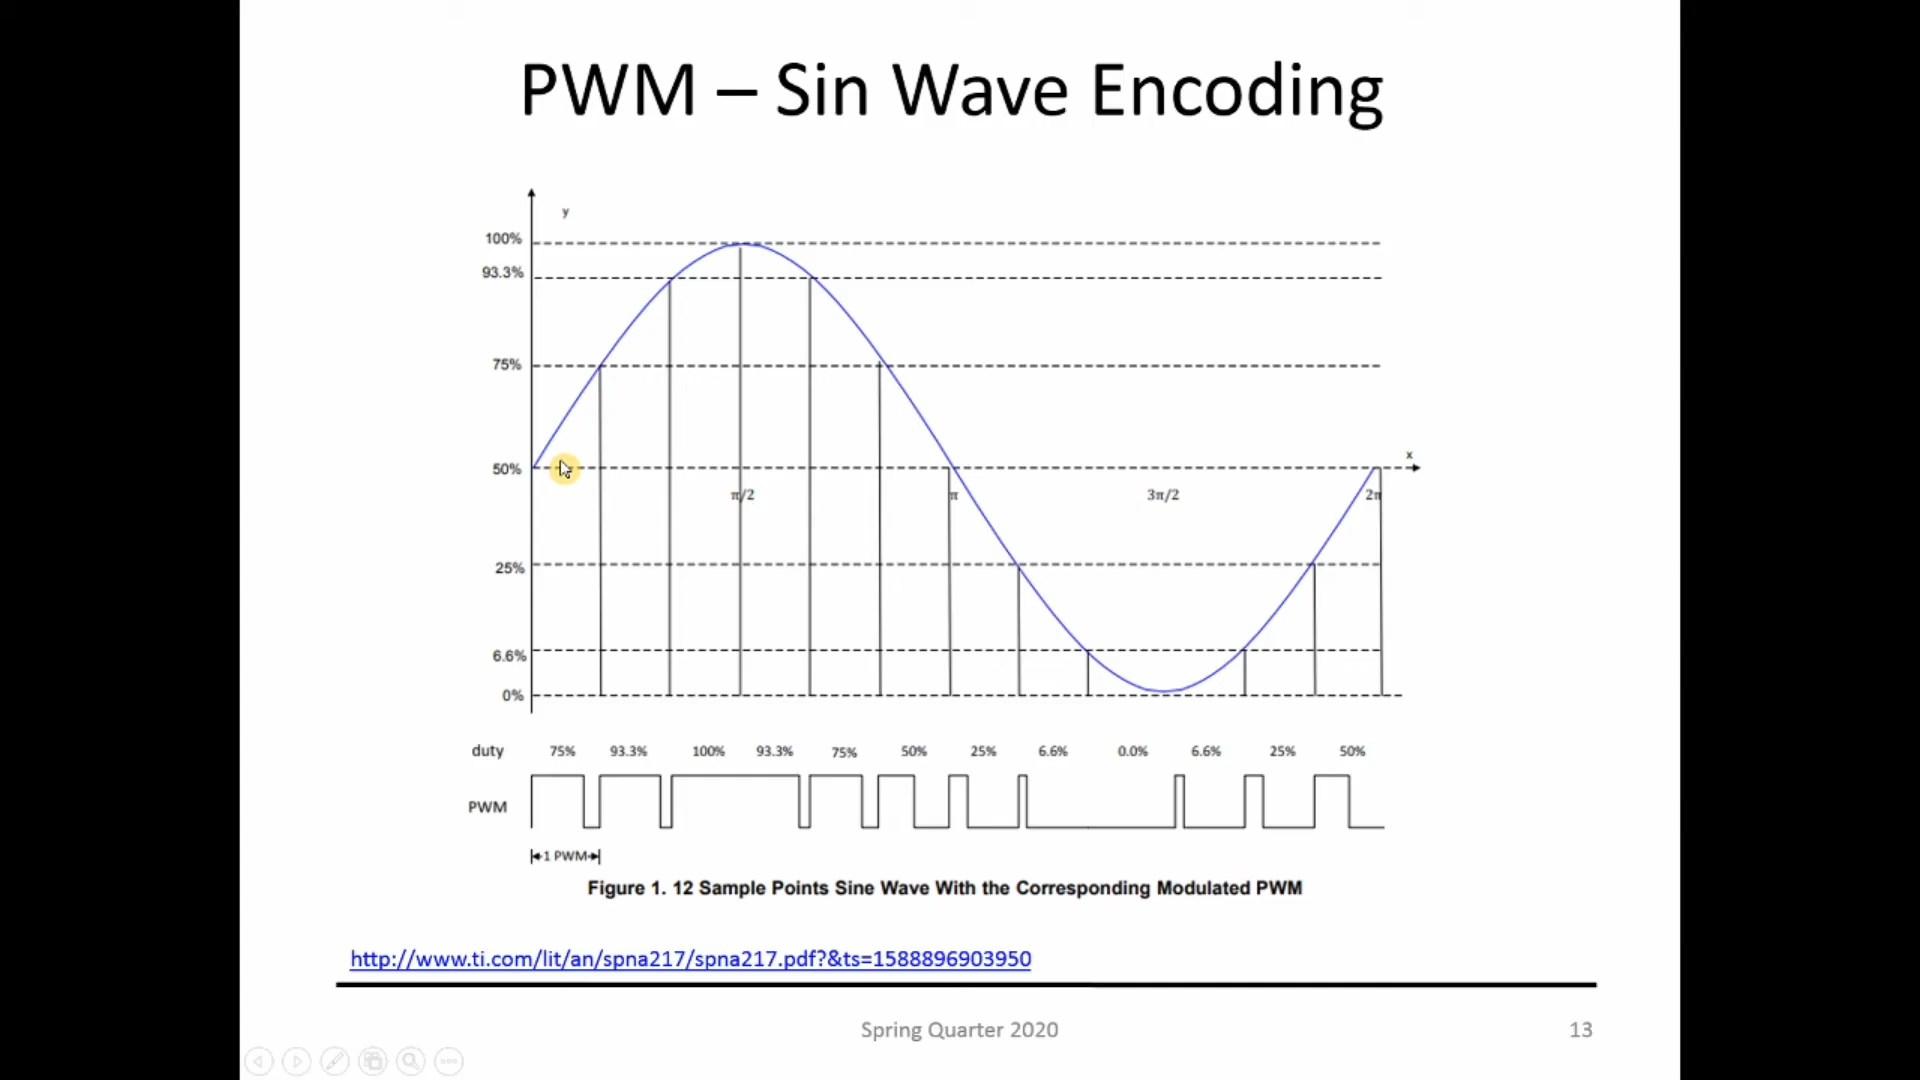 PWM – Sin Wave Encoding
y
100%
93.3%
75%
x
50%
π/2
π
3π/2
2π
25%
6.6%
0%
duty 75% 93.3% 100% 93.3% 75% 50% 25% 6.6% 0.0% 6.6% 25% 50%
PWM
1 PWM
Figure 1. 12 Sample Points Sine Wave With the Corresponding Modulated PWM
http://www.ti.com/lit/an/spna217/spna217.pdf?&ts=1588896903950
Spring Quarter 2020
13